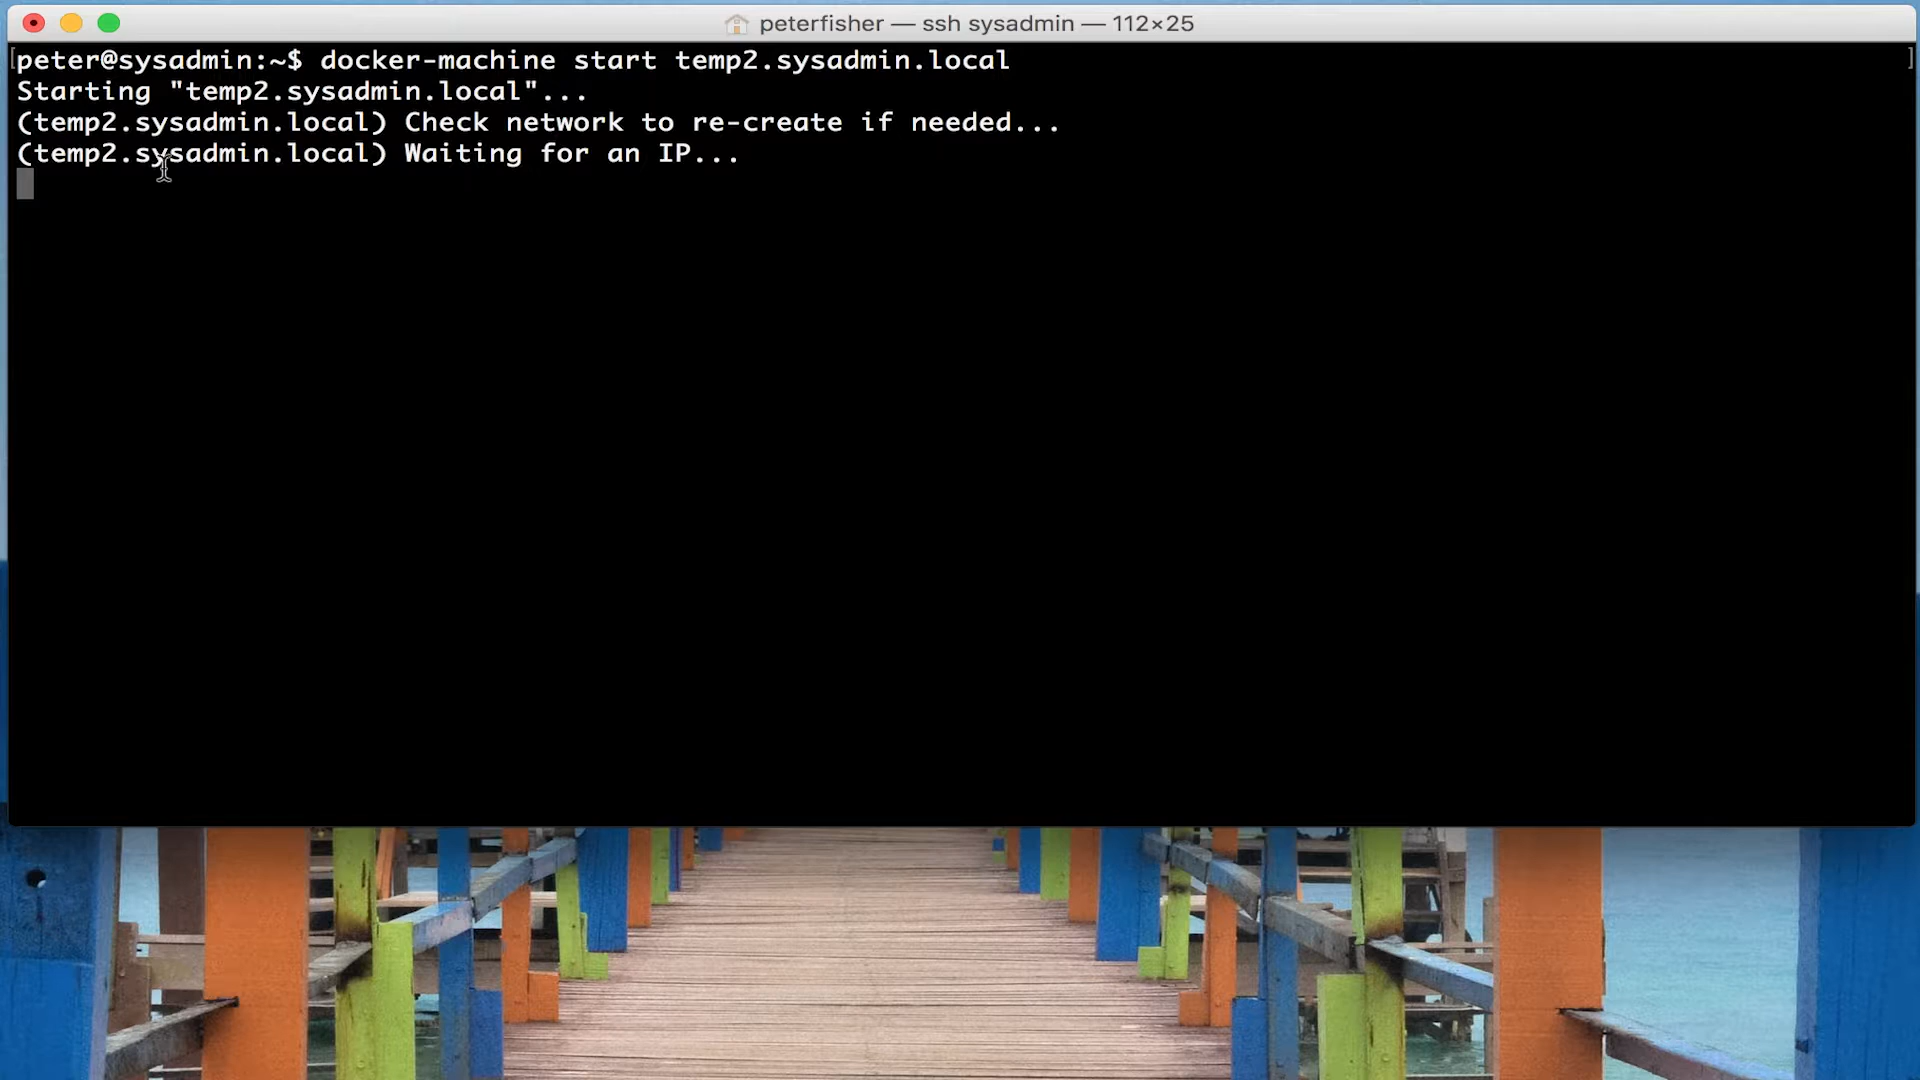 peterfisher — ssh sysadmin — 112×25
[peter@sysadmin:~$ docker-machine start temp2.sysadmin.local ]
Starting "temp2.sysadmin.local"...
(temp2.sysadmin.local) Check network to re-create if needed...
(temp2.sysadmin.local) Waiting for an IP...